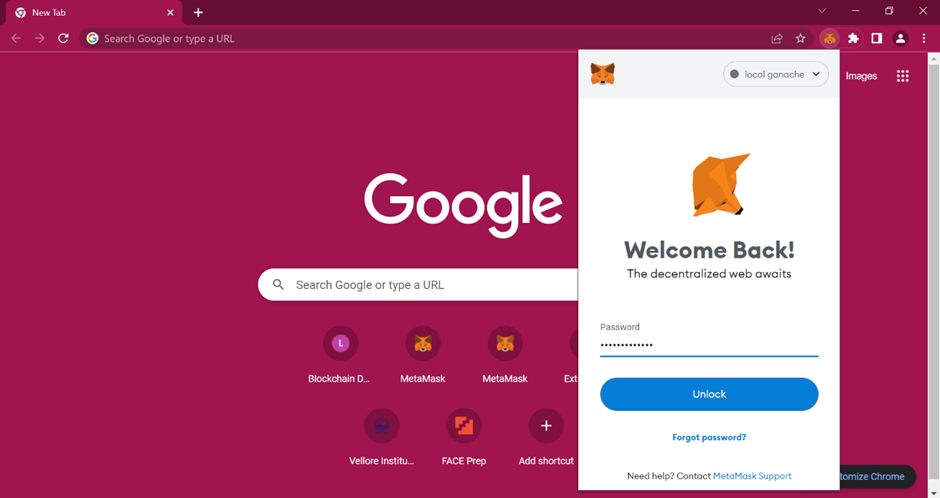 New Tab
Search Google or type a URL
local ganache
Images
Google
Welcome Back!
The decentralized web awaits
Search Google or type a URL
Password
•••••••••••••
L
Blockchain D...
MetaMask
MetaMask
Unlock
Forgot password?
Vellore Institu...
FACE Prep
Add shortcut
Need help? Contact MetaMask Support
Chrome